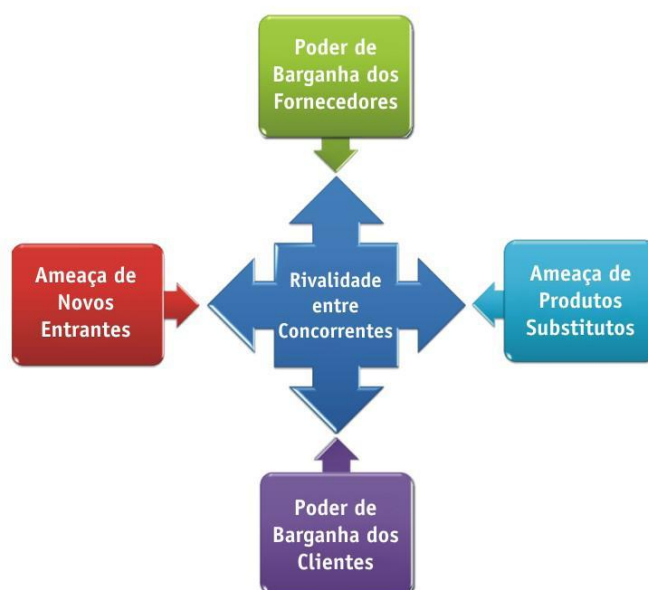 Poder de
Barganha dos
Fornecedores
Ameaça de
Novos
Entrantes
Rivalidade
entre
Concorrentes
Ameaça de
Produtos
Substitutos
Poder de
Barganha dos
Clientes